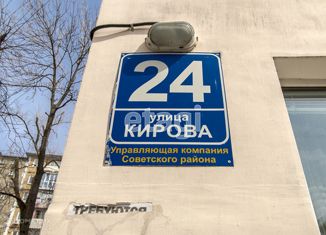 24
улица
КИРОВА
Управляющая компания
Советского района
ТРЕБУЮТСЯ